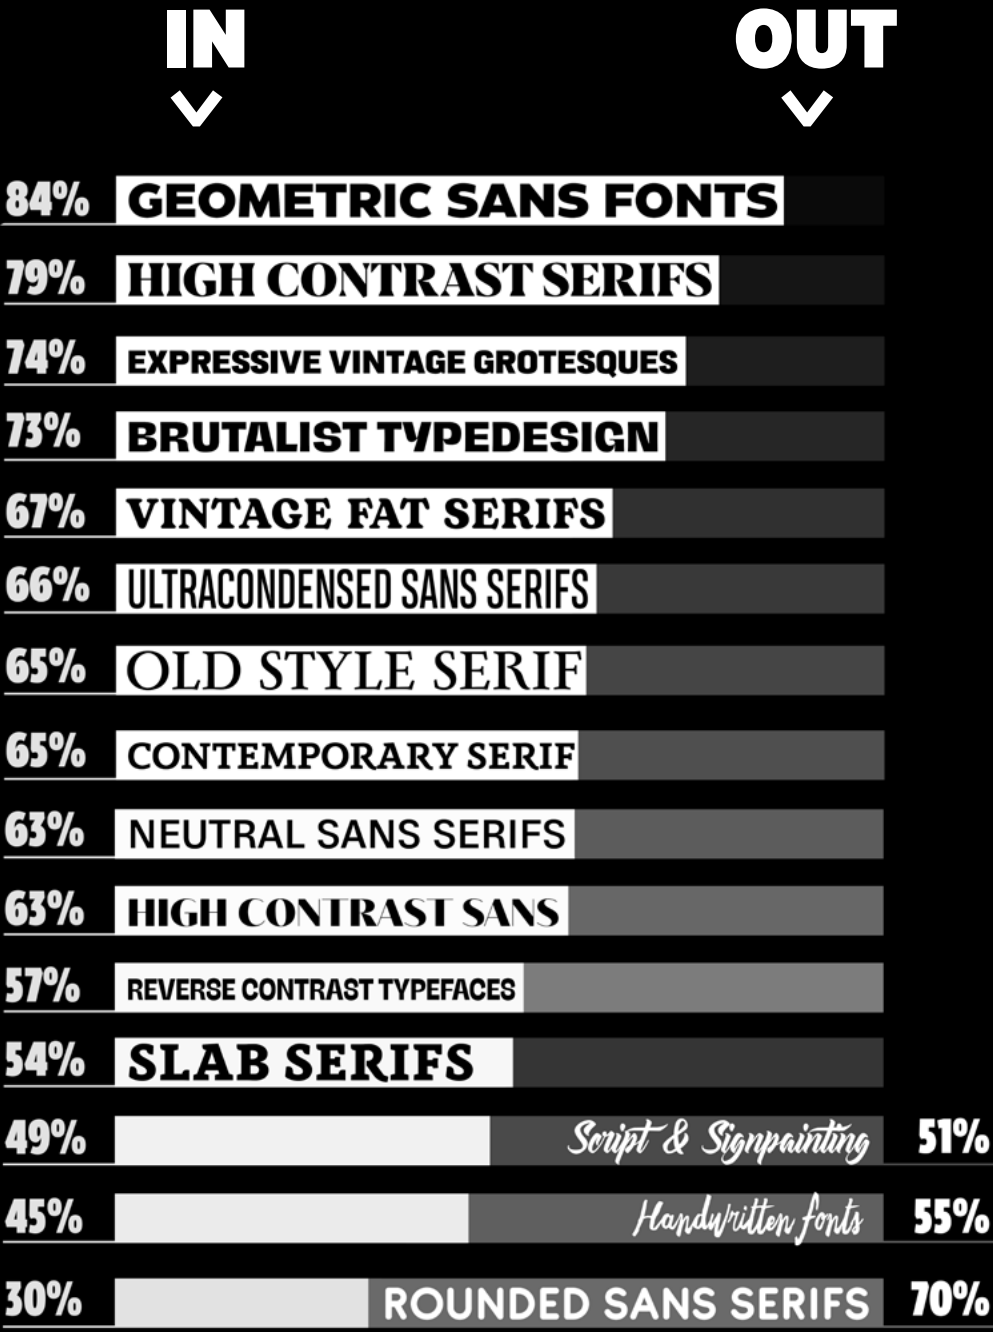 IN OUT
84% GEOMETRIC SANS FONTS
79% HIGH CONTRAST SERIFS
74% EXPRESSIVE VINTAGE GROTESQUES
73% BRUTALIST TYPEDESIGN
67% VINTAGE FAT SERIFS
66% ULTRACONDENSED SANS SERIFS
65% OLD STYLE SERIF
65% CONTEMPORARY SERIF
63% NEUTRAL SANS SERIFS
63% HIGH CONTRAST SANS
57% REVERSE CONTRAST TYPEFACES
54% SLAB SERIFS
49% Script & Signpainting 51%
45% Handwritten fonts 55%
30% ROUNDED SANS SERIFS 70%